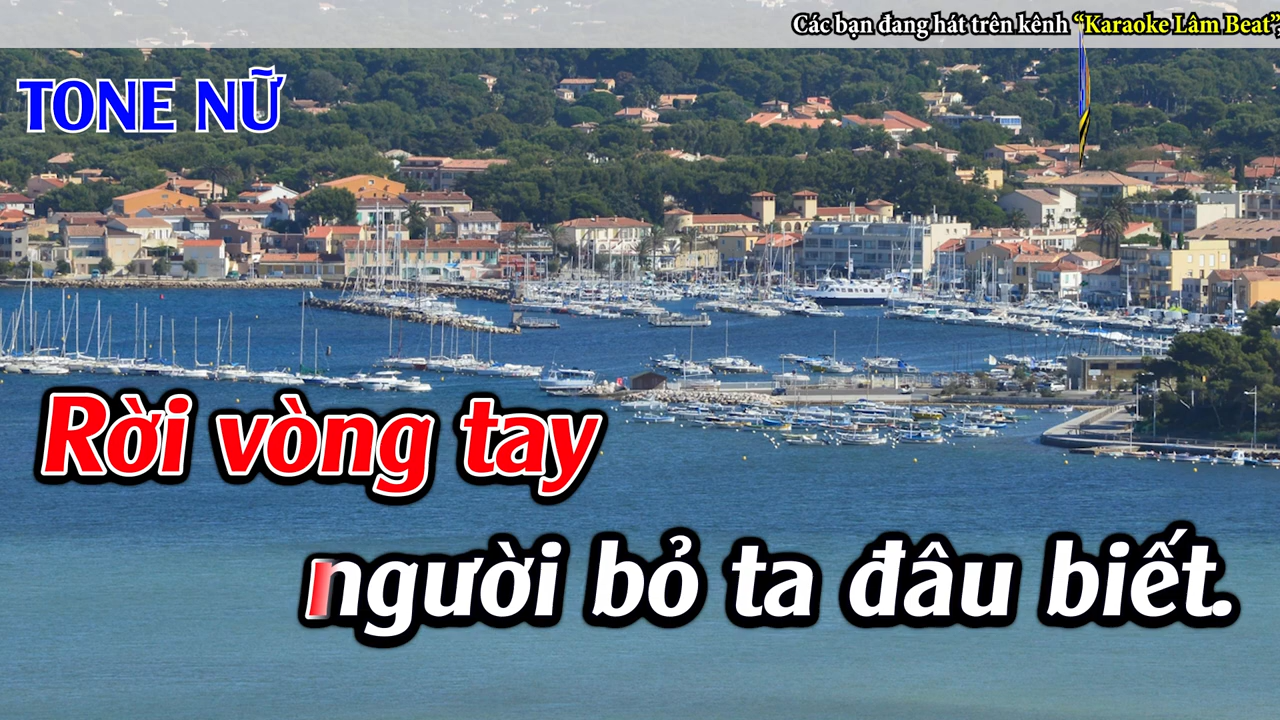 Các bạn đang hát trên kênh “Karaoke Lâm Beat”
TONE NỮ
Rời vòng tay
người bỏ ta đâu biết.